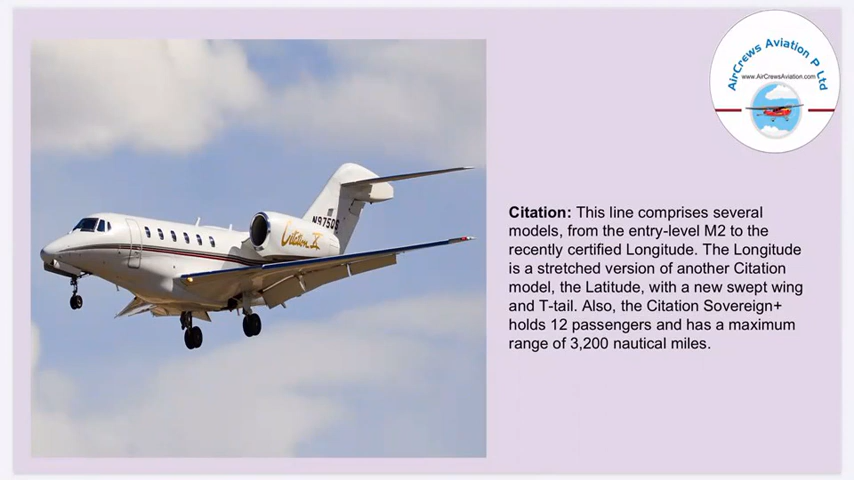 AirCrews Aviation P Ltd
www.AirCrewsAviation.com
Citation: This line comprises several
models, from the entry-level M2 to the
recently certified Longitude. The Longitude
is a stretched version of another Citation
model, the Latitude, with a new swept wing
and T-tail. Also, the Citation Sovereign+
holds 12 passengers and has a maximum
range of 3,200 nautical miles.
Citation X